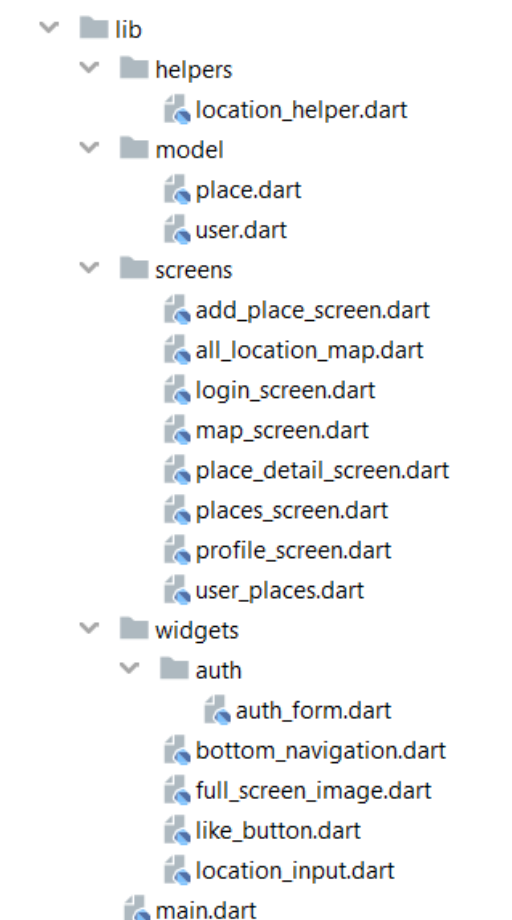 lib
helpers
location_helper.dart
model
place.dart
user.dart
screens
add_place_screen.dart
all_location_map.dart
login_screen.dart
map_screen.dart
place_detail_screen.dart
places_screen.dart
profile_screen.dart
user_places.dart
widgets
auth
auth_form.dart
bottom_navigation.dart
full_screen_image.dart
like_button.dart
location_input.dart
main.dart